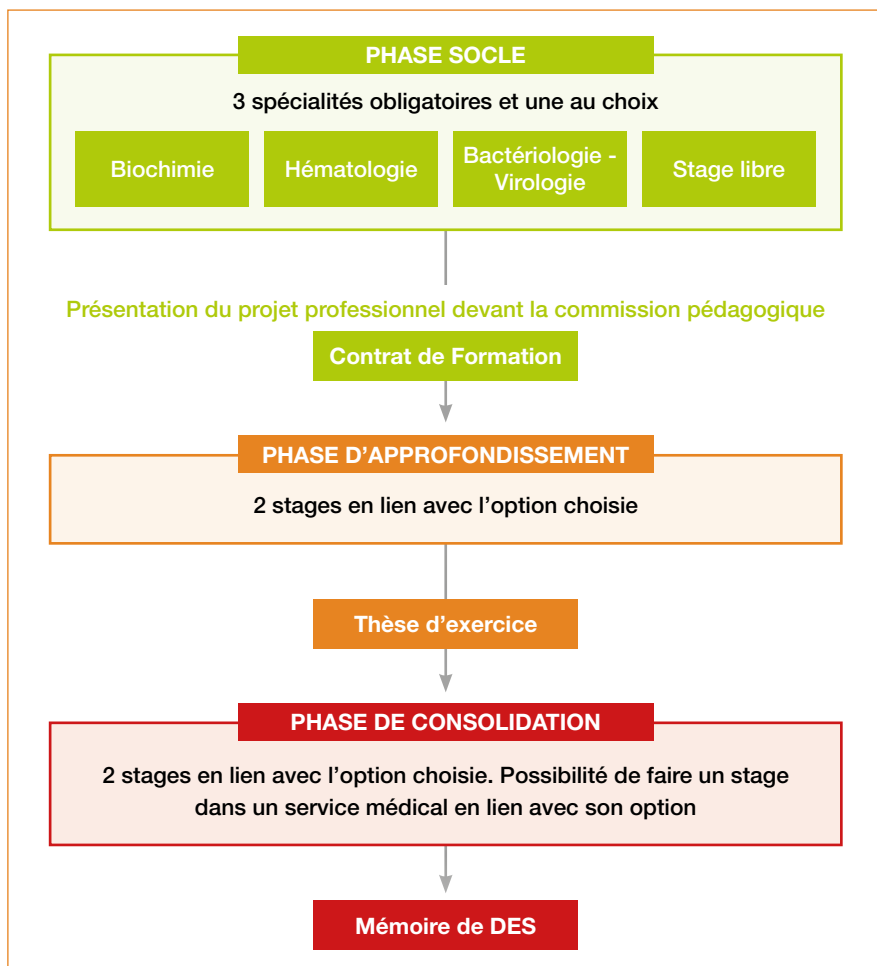 PHASE SOCLE
3 spécialités obligatoires et une au choix
Biochimie
Hématologie
Bactériologie -
Virologie
Stage libre
Présentation du projet professionnel devant la commission pédagogique
Contrat de Formation
PHASE D’APPROFONDISSEMENT
2 stages en lien avec l’option choisie
Thèse d’exercice
PHASE DE CONSOLIDATION
2 stages en lien avec l’option choisie. Possibilité de faire un stage
dans un service médical en lien avec son option
Mémoire de DES